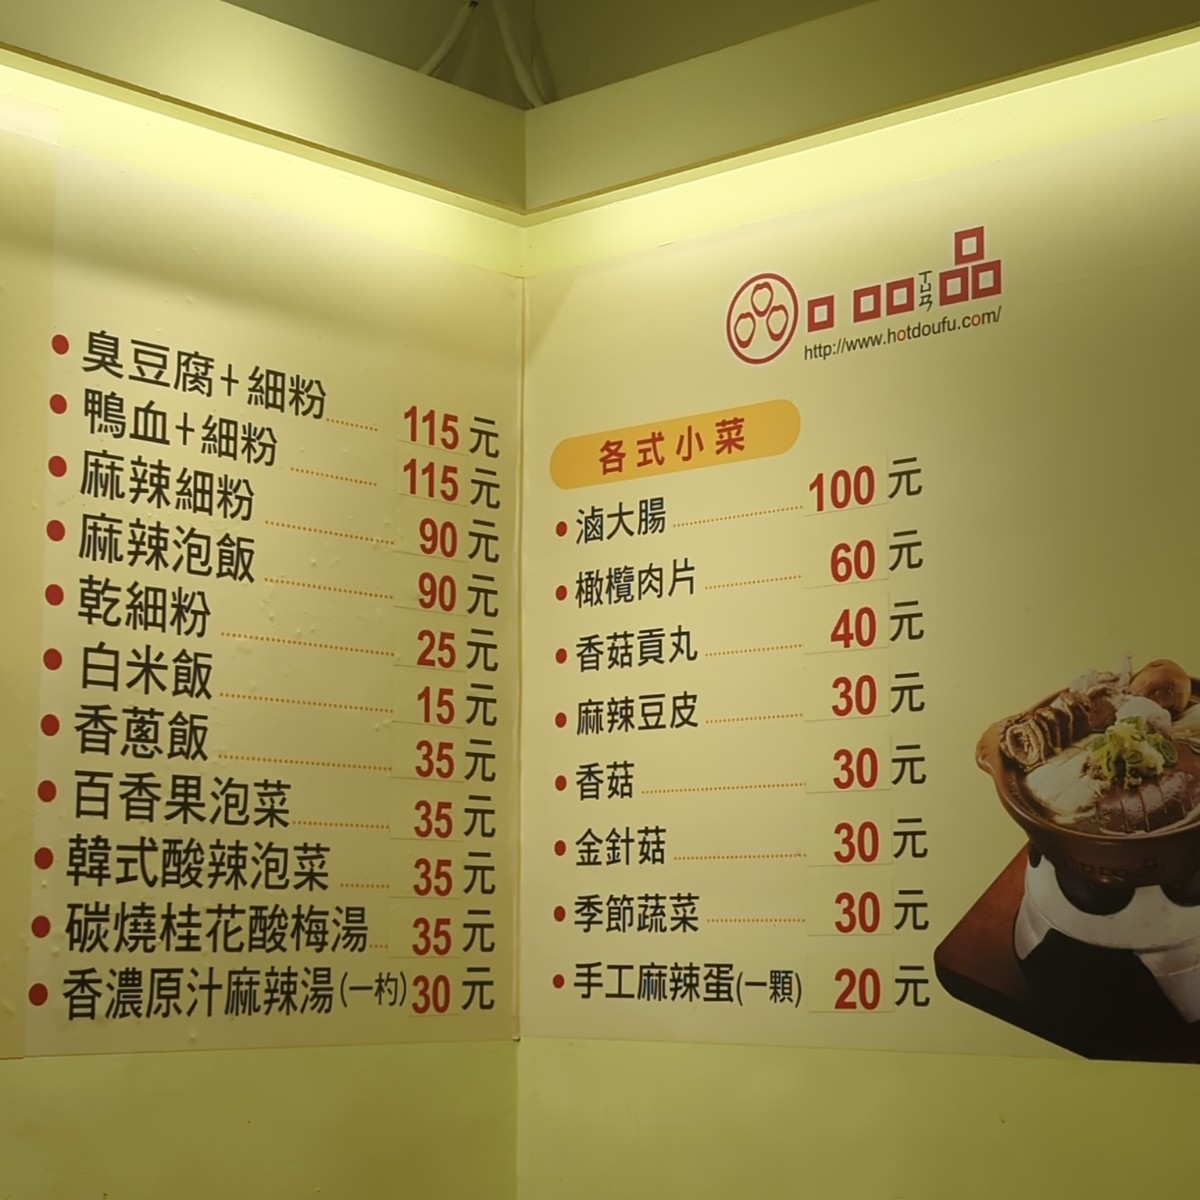 臭豆腐+細粉 115元
鴨血+細粉 115元
麻辣細粉 90元
麻辣泡飯 90元
乾細粉 25元
白米飯 15元
香蔥飯 35元
百香果泡菜 35元
韓式酸辣泡菜 35元
碳燒桂花酸梅湯 35元
香濃原汁麻辣湯(一杓) 30元
口 口口ㄒㄩㄢ品
http://www.hotdoufu.com/
各式小菜
滷大腸 100元
橄欖肉片 60元
香菇貢丸 40元
麻辣豆皮 30元
香菇 30元
金針菇 30元
季節蔬菜 30元
手工麻辣蛋(一顆) 20元